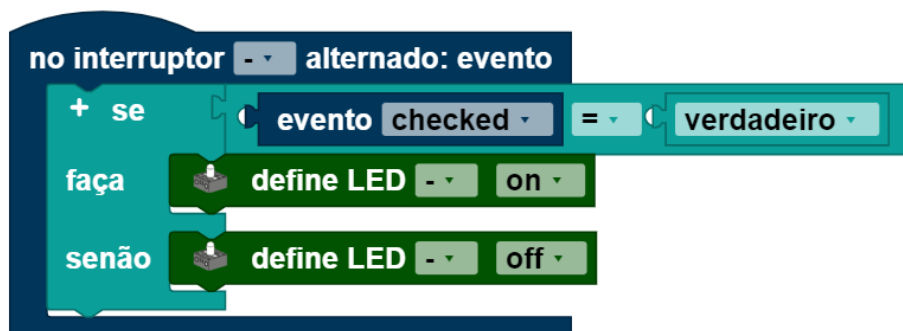 no interruptor - alternado: evento
+ se evento checked = verdadeiro
faça define LED - on
senão define LED - off